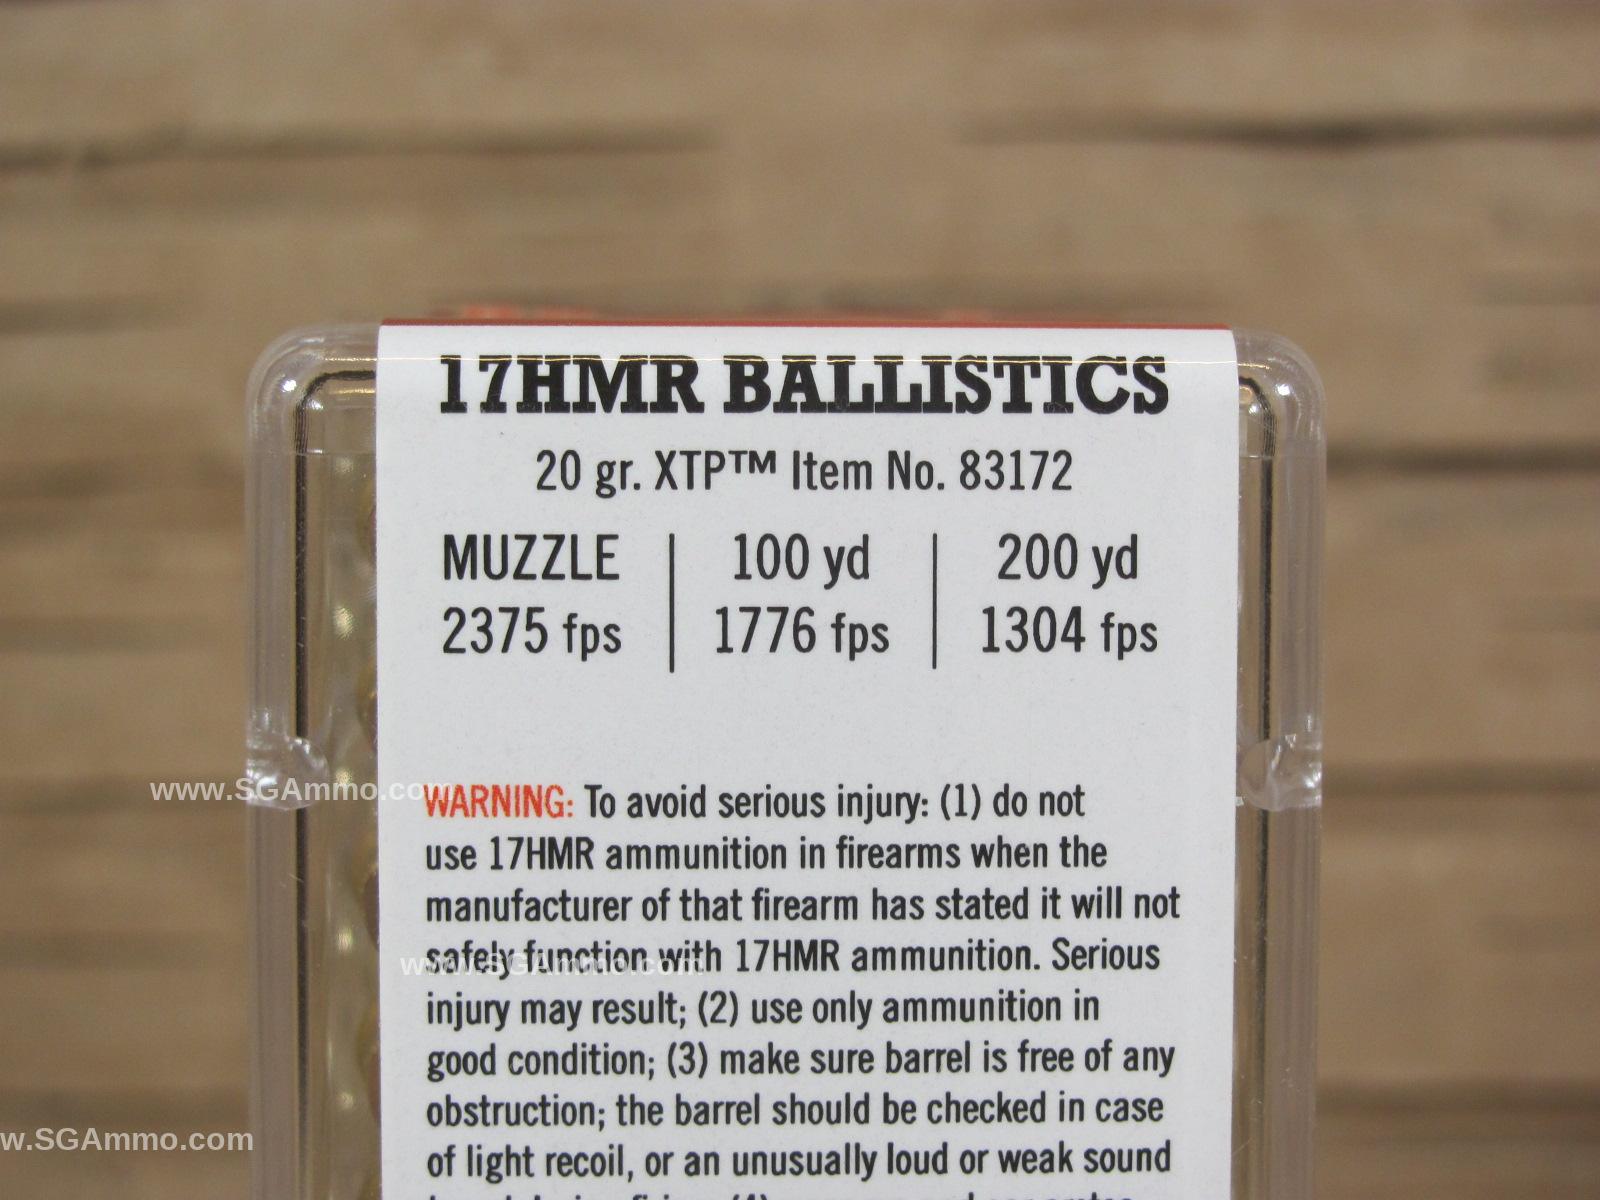 17HMR BALLISTICS
20 gr. XTP™ Item No. 83172
MUZZLE | 100 yd | 200 yd
2375 fps | 1776 fps | 1304 fps
www.SGAmmo.com
WARNING: To avoid serious injury: (1) do not
use 17HMR ammunition in firearms when the
manufacturer of that firearm has stated it will not
safely function with 17HMR ammunition. Serious
www.SGAmmo.com
injury may result; (2) use only ammunition in
good condition; (3) make sure barrel is free of any
obstruction; the barrel should be checked in case
w.SGAmmo.com
of light recoil, or an unusually loud or weak sound